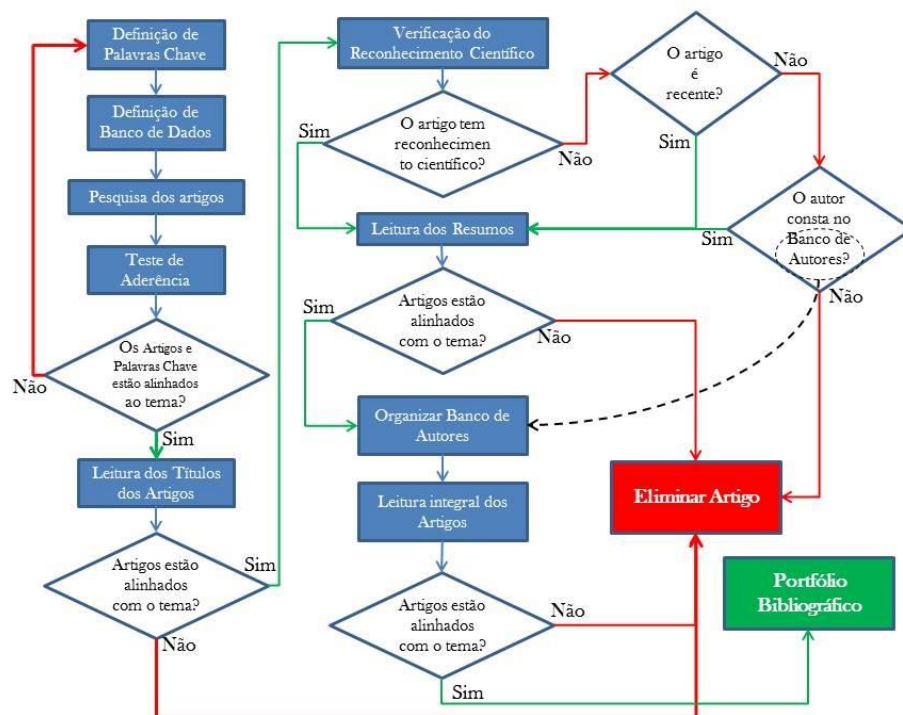 Definição de
Palavras Chave
Definição de
Banco de Dados
Pesquisa dos artigos
Teste de
Aderência
Os Artigos e
Palavras Chave
estão alinhados
ao tema?
Não
Sim
Leitura dos Títulos
dos Artigos
Artigos estão
alinhados
com o tema?
Sim
Não
Verificação do
Reconhecimento Científico
O artigo tem
reconhecimen
to científico?
Sim
Não
O artigo
é
recente?
Não
Sim
O autor
consta no
Banco de
Autores?
Sim
Não
Leitura dos Resumos
Artigos estão
alinhados
com o tema?
Sim
Não
Organizar Banco de
Autores
Leitura integral dos
Artigos
Artigos estão
alinhados
com o tema?
Não
Sim
Eliminar Artigo
Portfólio
Bibliográfico